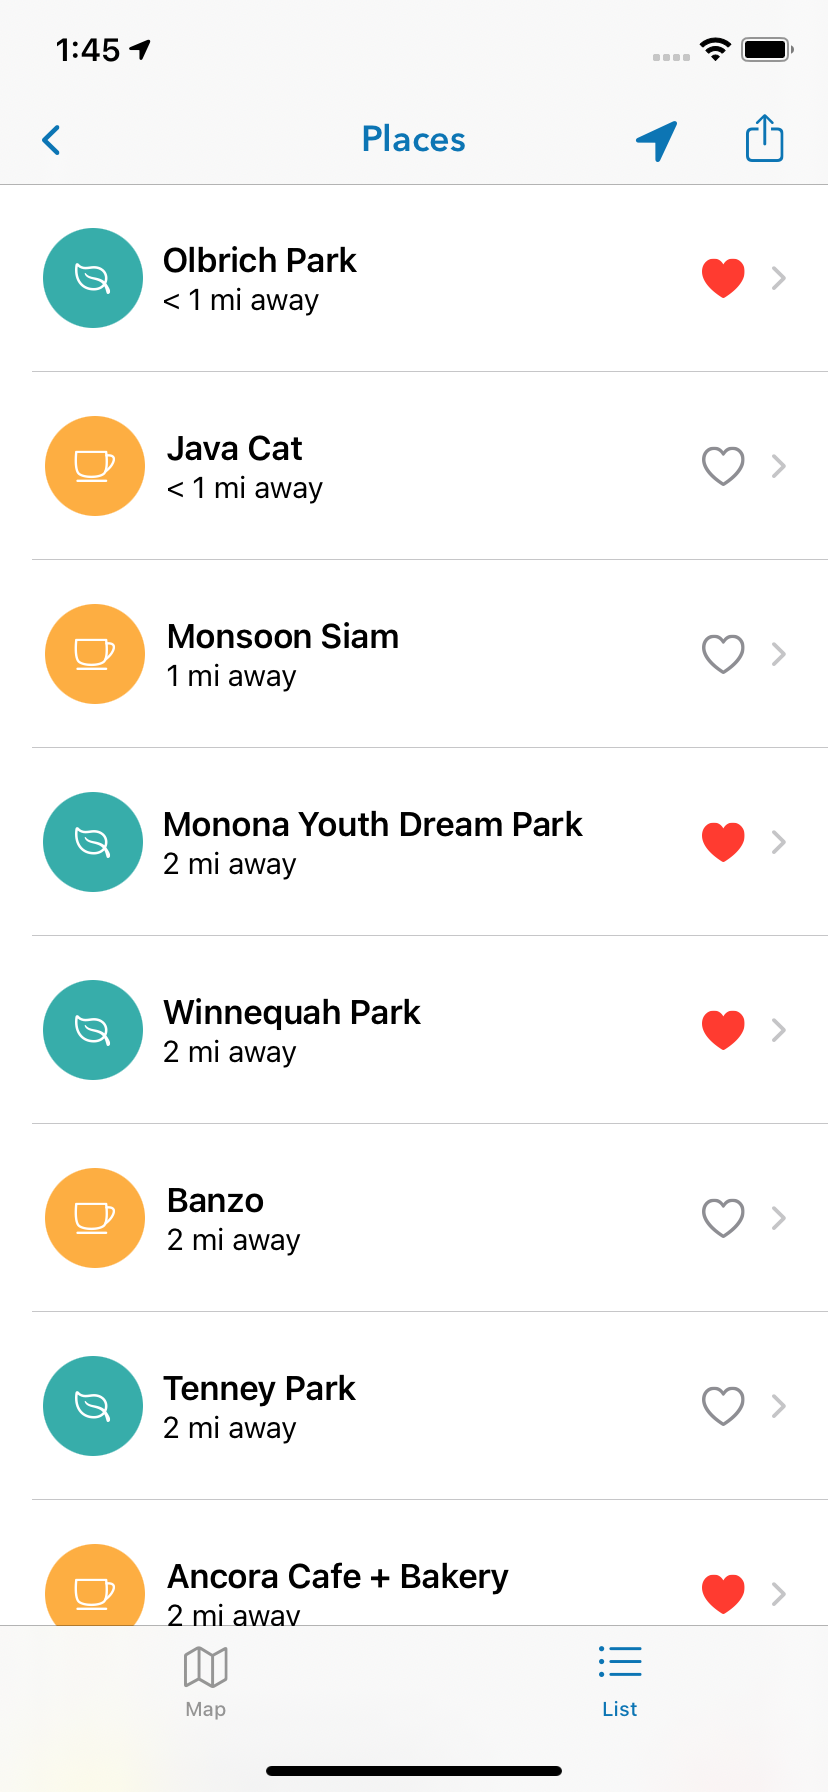 1:45
Places
Olbrich Park
< 1 mi away
Java Cat
< 1 mi away
Monsoon Siam
1 mi away
Monona Youth Dream Park
2 mi away
Winnequah Park
2 mi away
Banzo
2 mi away
Tenney Park
2 mi away
Ancora Cafe + Bakery
2 mi away
Map
List